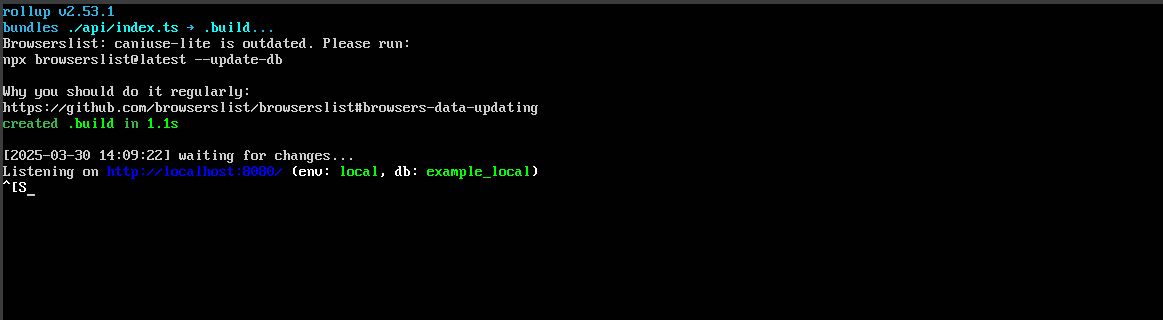 rollup v2.53.1
bundles ./api/index.ts → .build...
Browserslist: caniuse-lite is outdated. Please run:
npx browserslist@latest --update-db
Why you should do it regularly:
https://github.com/browserslist/browserslist#browsers-data-updating
created .build in 1.1s
[2025-03-30 14:09:22] waiting for changes...
Listening on http://localhost:8080/ (env: local, db: example_local)
^[S_